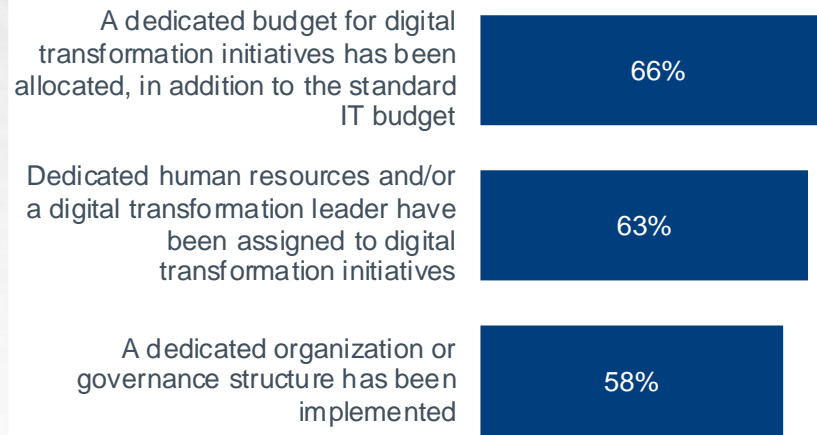 A dedicated budget for digital
transformation initiatives has been
allocated, in addition to the standard
IT budget
66%
Dedicated human resources and/or
a digital transformation leader have
been assigned to digital
transformation initiatives
63%
A dedicated organization or
governance structure has been
implemented
58%